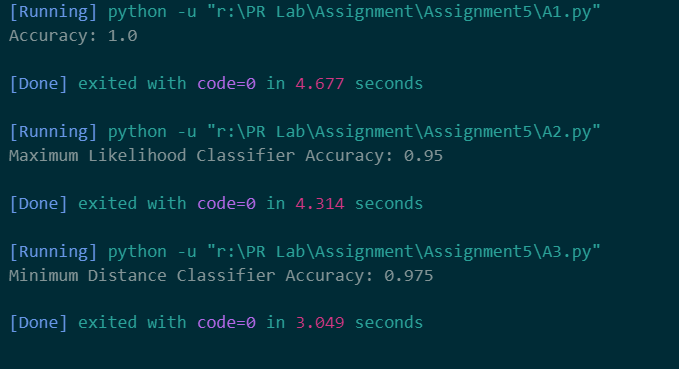 [Running] python -u "r:\PR Lab\Assignment\Assignment5\A1.py"
Accuracy: 1.0
[Done] exited with code=0 in 4.677 seconds
[Running] python -u "r:\PR Lab\Assignment\Assignment5\A2.py"
Maximum Likelihood Classifier Accuracy: 0.95
[Done] exited with code=0 in 4.314 seconds
[Running] python -u "r:\PR Lab\Assignment\Assignment5\A3.py"
Minimum Distance Classifier Accuracy: 0.975
[Done] exited with code=0 in 3.049 seconds